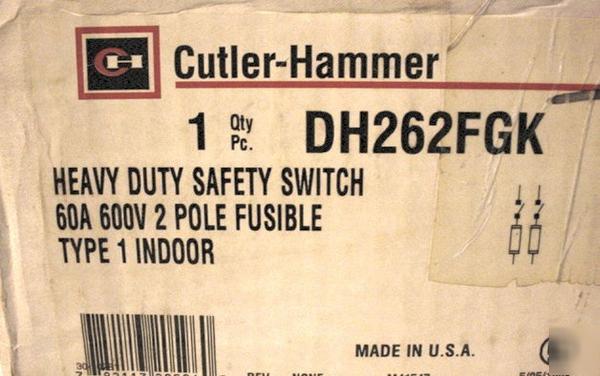 CH Cutler-Hammer
1 Qty Pc. DH262FGK
HEAVY DUTY SAFETY SWITCH
60A 600V 2 POLE FUSIBLE
TYPE 1 INDOOR
MADE IN U.S.A.